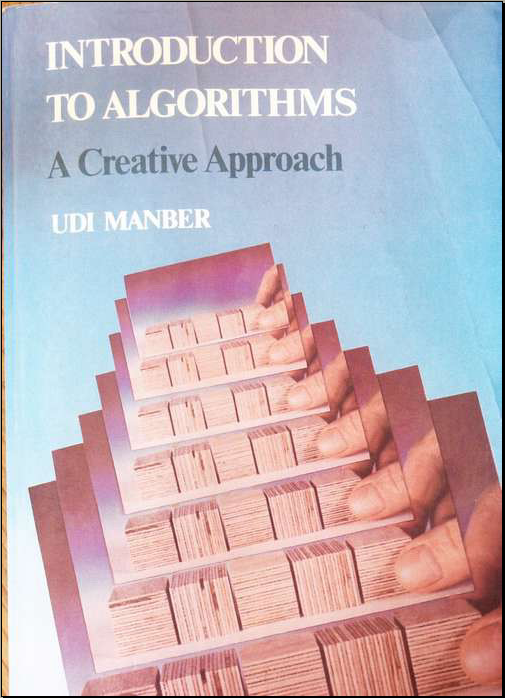 INTRODUCTION
TO ALGORITHMS
A Creative Approach
UDI MANBER